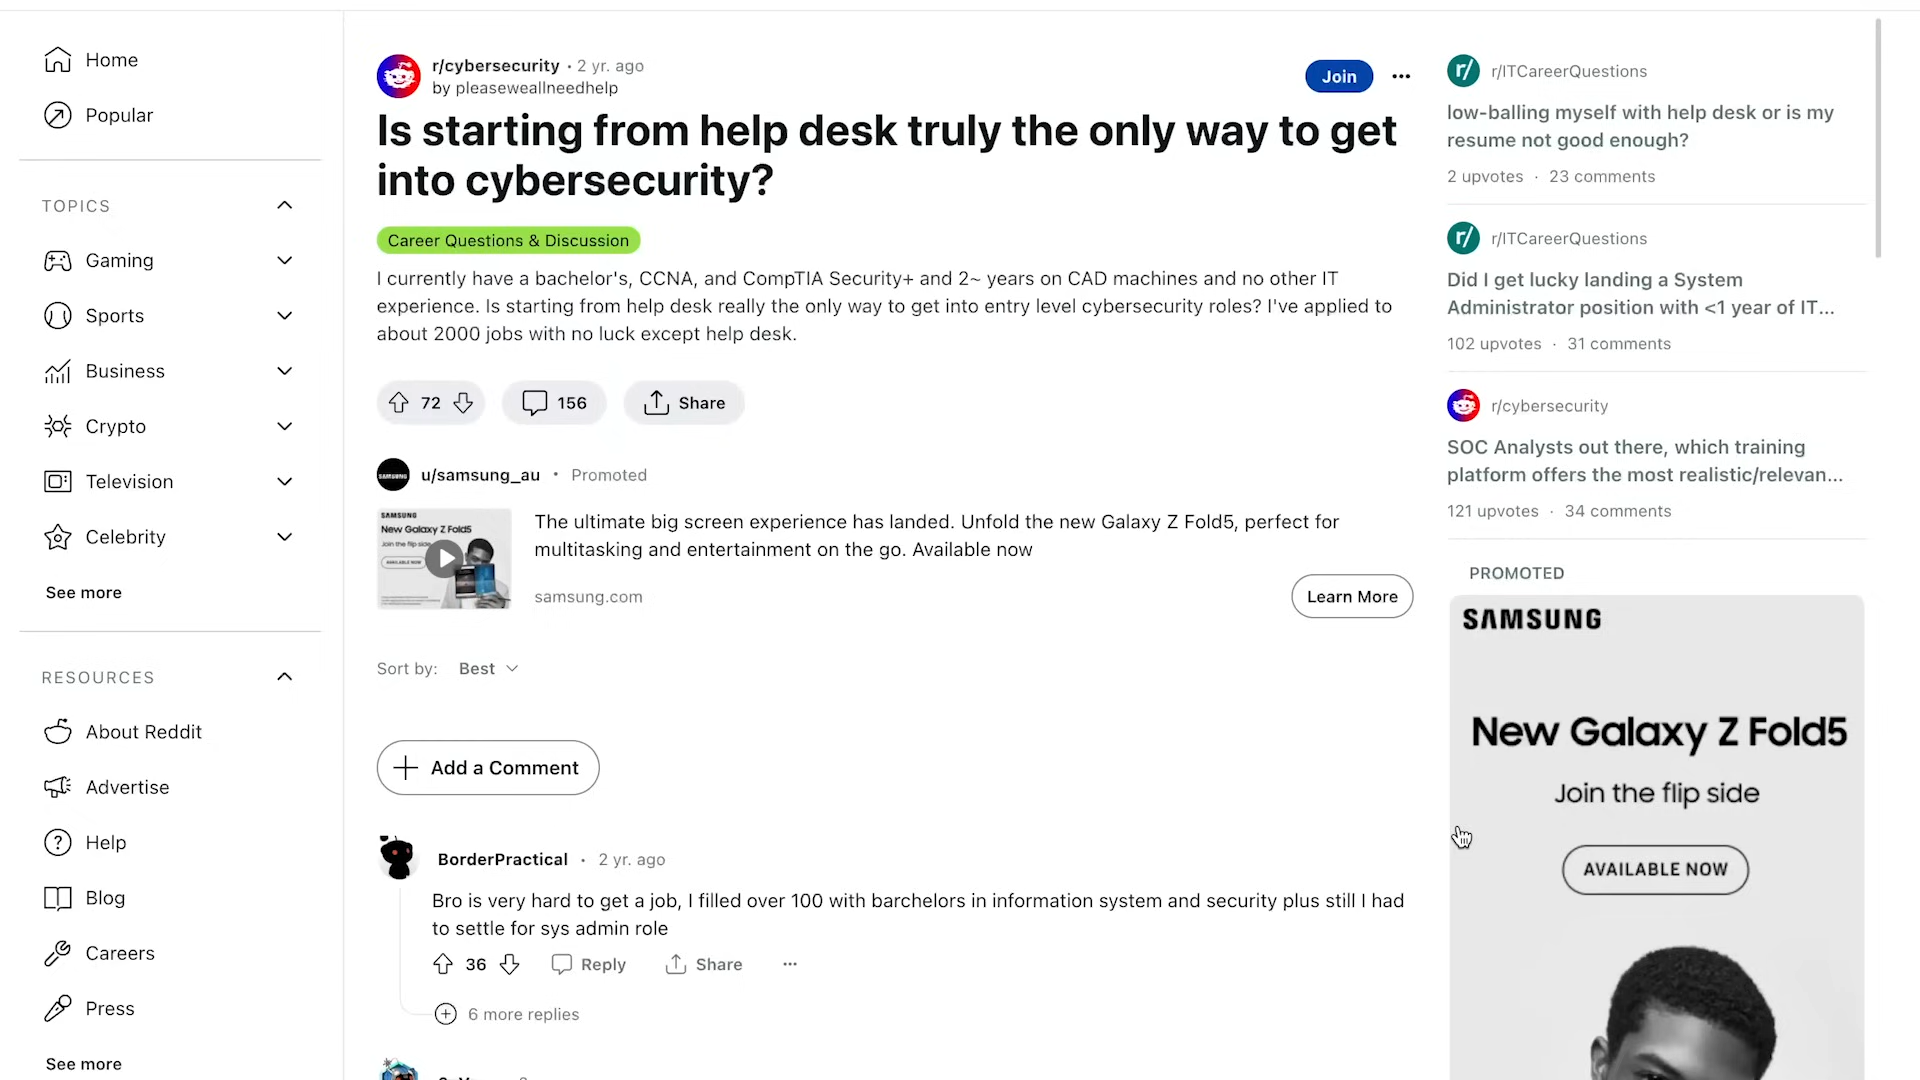 Home
Popular
TOPICS
Gaming
Sports
Business
Crypto
Television
Celebrity
See more
RESOURCES
About Reddit
Advertise
Help
Blog
Careers
Press
See more
r/cybersecurity · 2 yr. ago
by pleaseweallneedhelp
Join
Is starting from help desk truly the only way to get
into cybersecurity?
Career Questions & Discussion
I currently have a bachelor's, CCNA, and CompTIA Security+ and 2~ years on CAD machines and no other IT
experience. Is starting from help desk really the only way to get into entry level cybersecurity roles? I've applied to
about 2000 jobs with no luck except help desk.
72
156
Share
u/samsung_au · Promoted
SAMSUNG
New Galaxy Z Fold5
Join the flip side
AVAILABLE NOW
The ultimate big screen experience has landed. Unfold the new Galaxy Z Fold5, perfect for
multitasking and entertainment on the go. Available now
samsung.com
Learn More
Sort by: Best
Add a Comment
BorderPractical · 2 yr. ago
Bro is very hard to get a job, I filled over 100 with barchelors in information system and security plus still I had
to settle for sys admin role
36
Reply
Share
6 more replies
r/ITCareerQuestions
low-balling myself with help desk or is my
resume not good enough?
2 upvotes · 23 comments
r/ITCareerQuestions
Did I get lucky landing a System
Administrator position with <1 year of IT...
102 upvotes · 31 comments
r/cybersecurity
SOC Analysts out there, which training
platform offers the most realistic/relevan...
121 upvotes · 34 comments
PROMOTED
SAMSUNG
New Galaxy Z Fold5
Join the flip side
AVAILABLE NOW